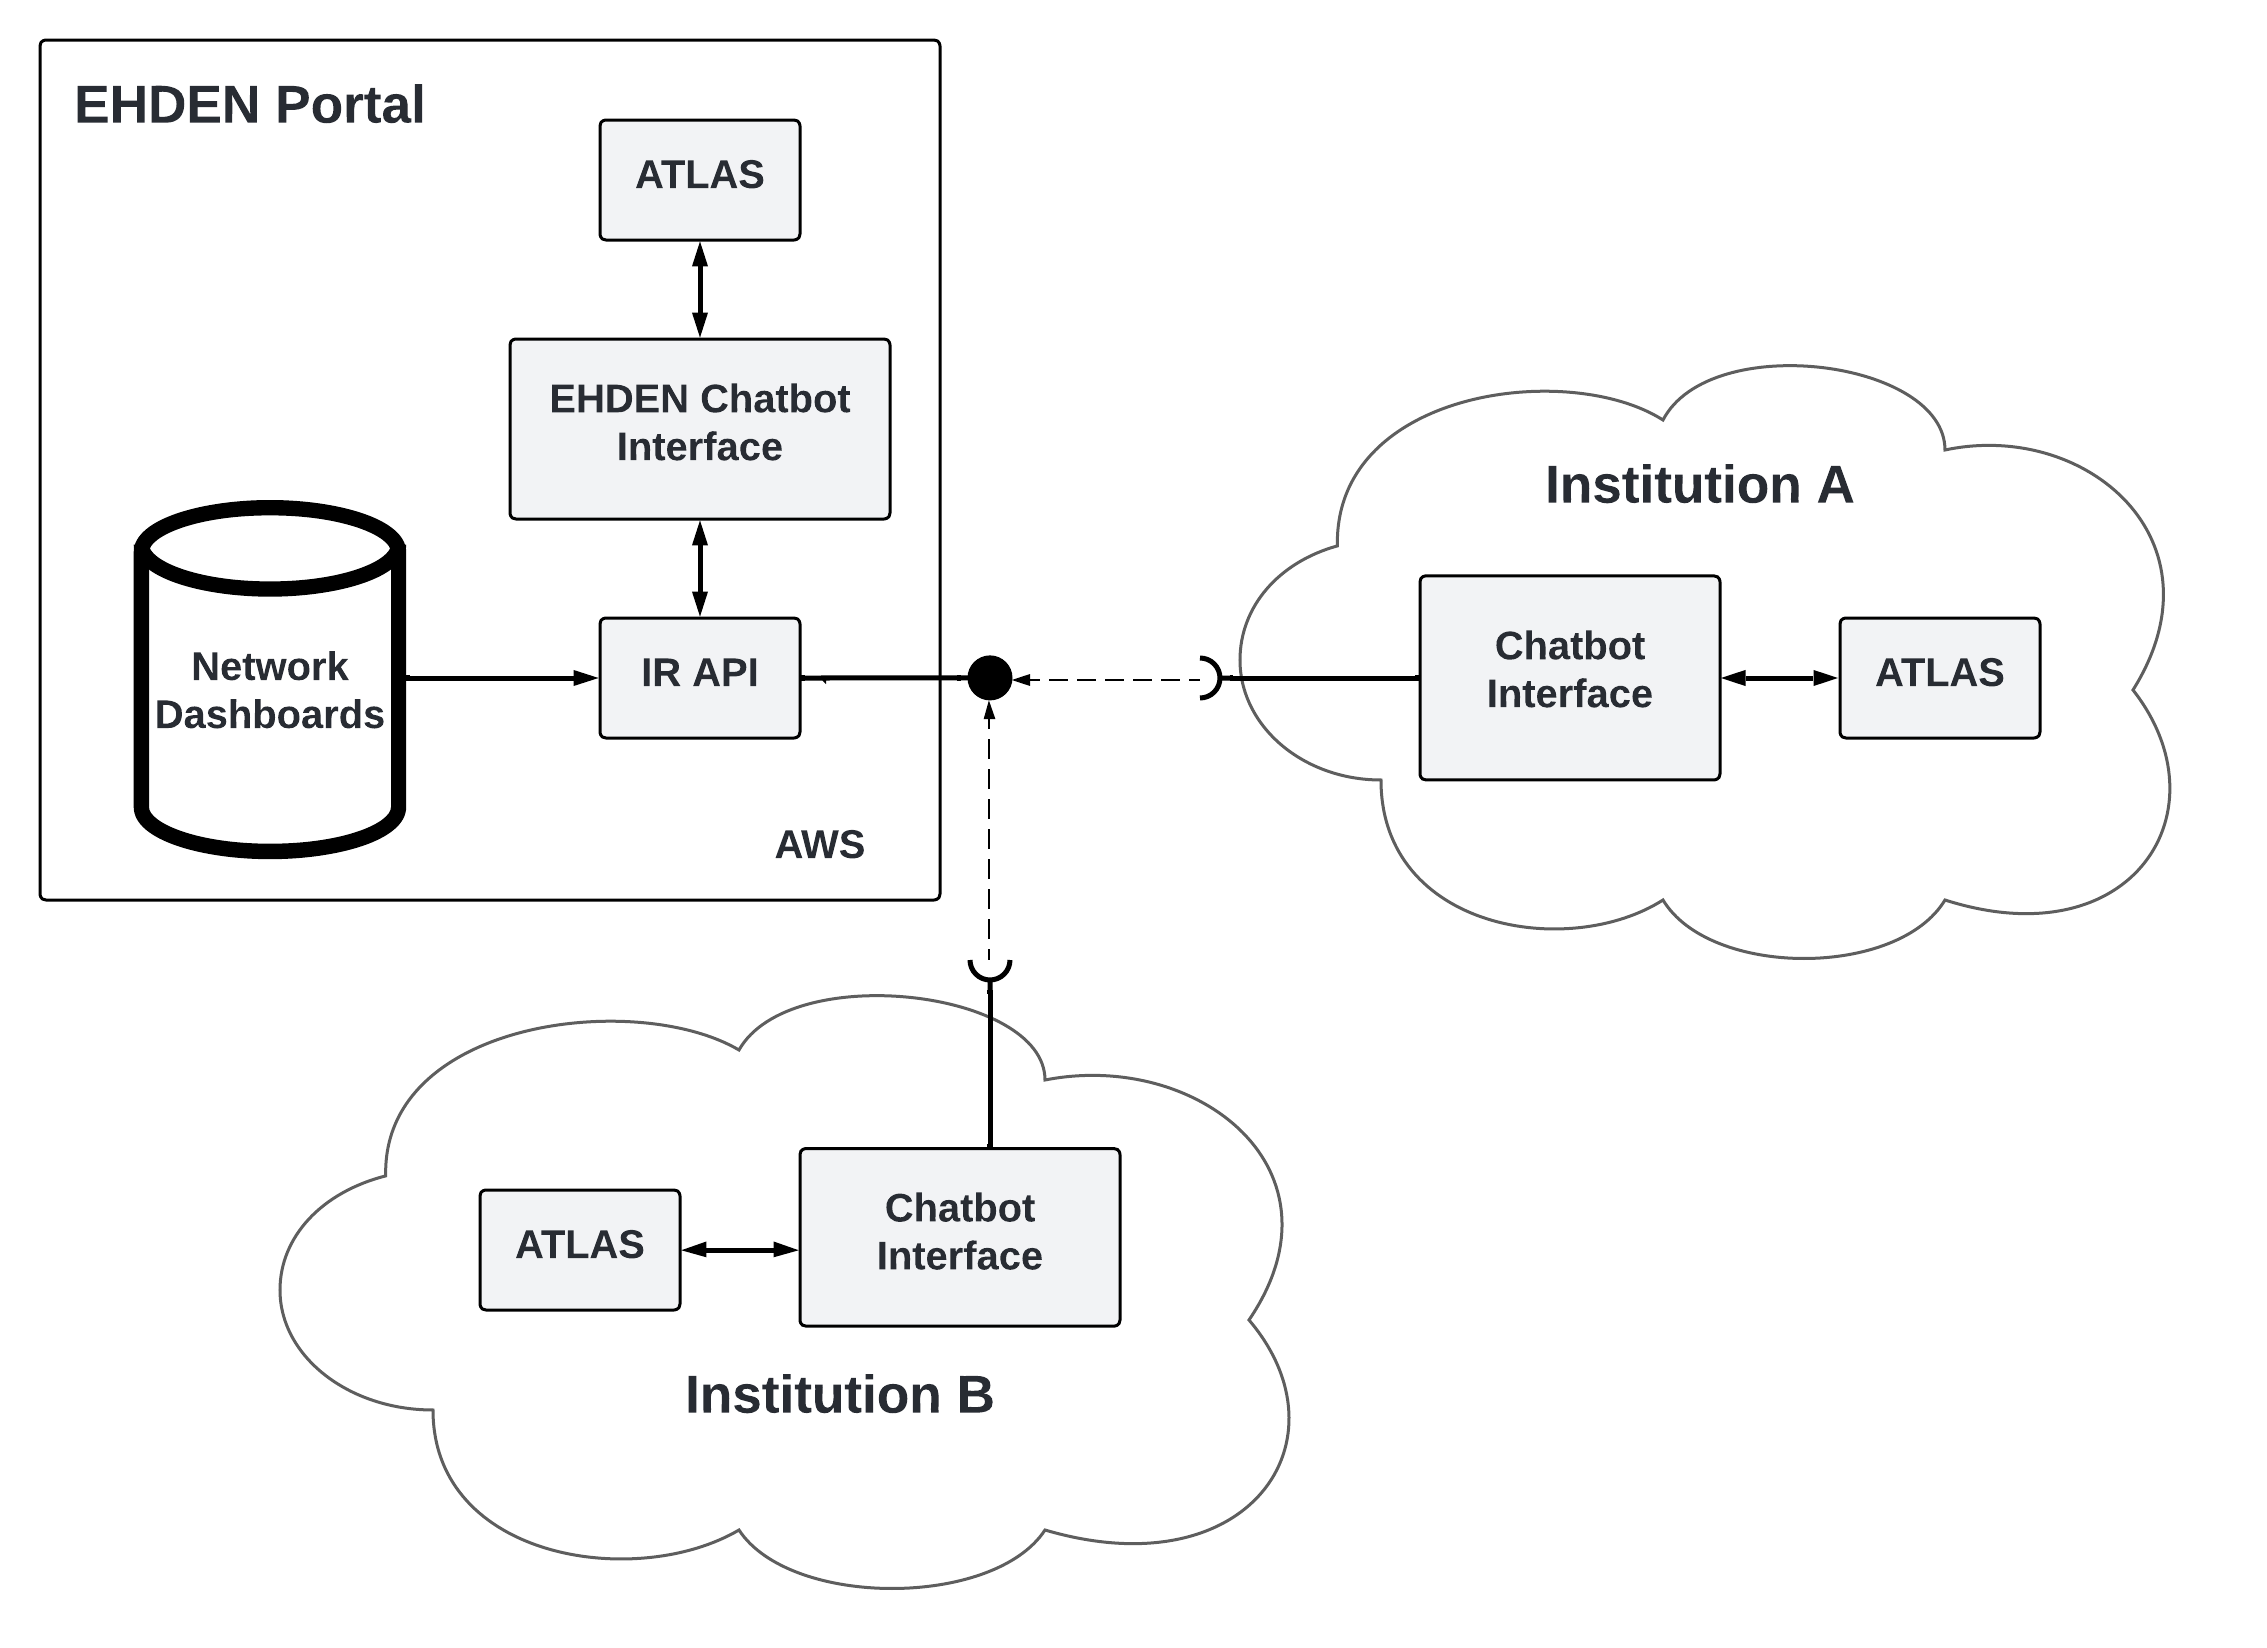 EHDEN Portal
ATLAS
EHDEN Chatbot
Interface
Network
Dashboards
IR API
AWS
Institution A
Chatbot
Interface
ATLAS
ATLAS
Chatbot
Interface
Institution B